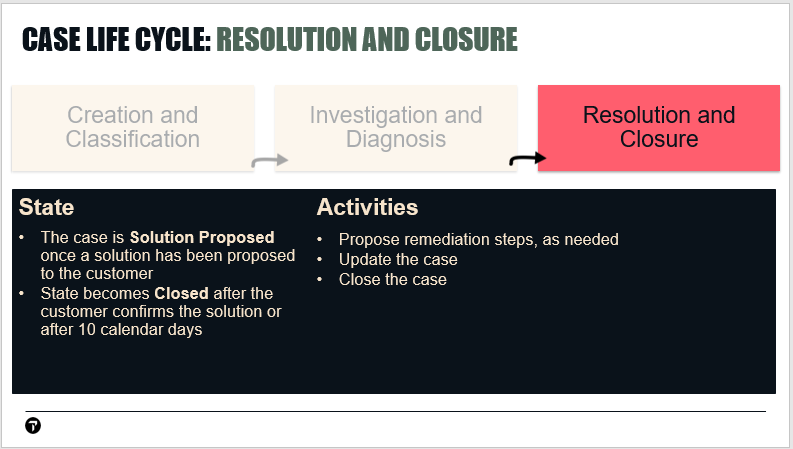 CASE LIFE CYCLE: RESOLUTION AND CLOSURE
Creation and
Classification
Investigation and
Diagnosis
Resolution and
Closure
State
• The case is Solution Proposed
once a solution has been proposed
to the customer
• State becomes Closed after the
customer confirms the solution or
after 10 calendar days
Activities
• Propose remediation steps, as needed
• Update the case
• Close the case